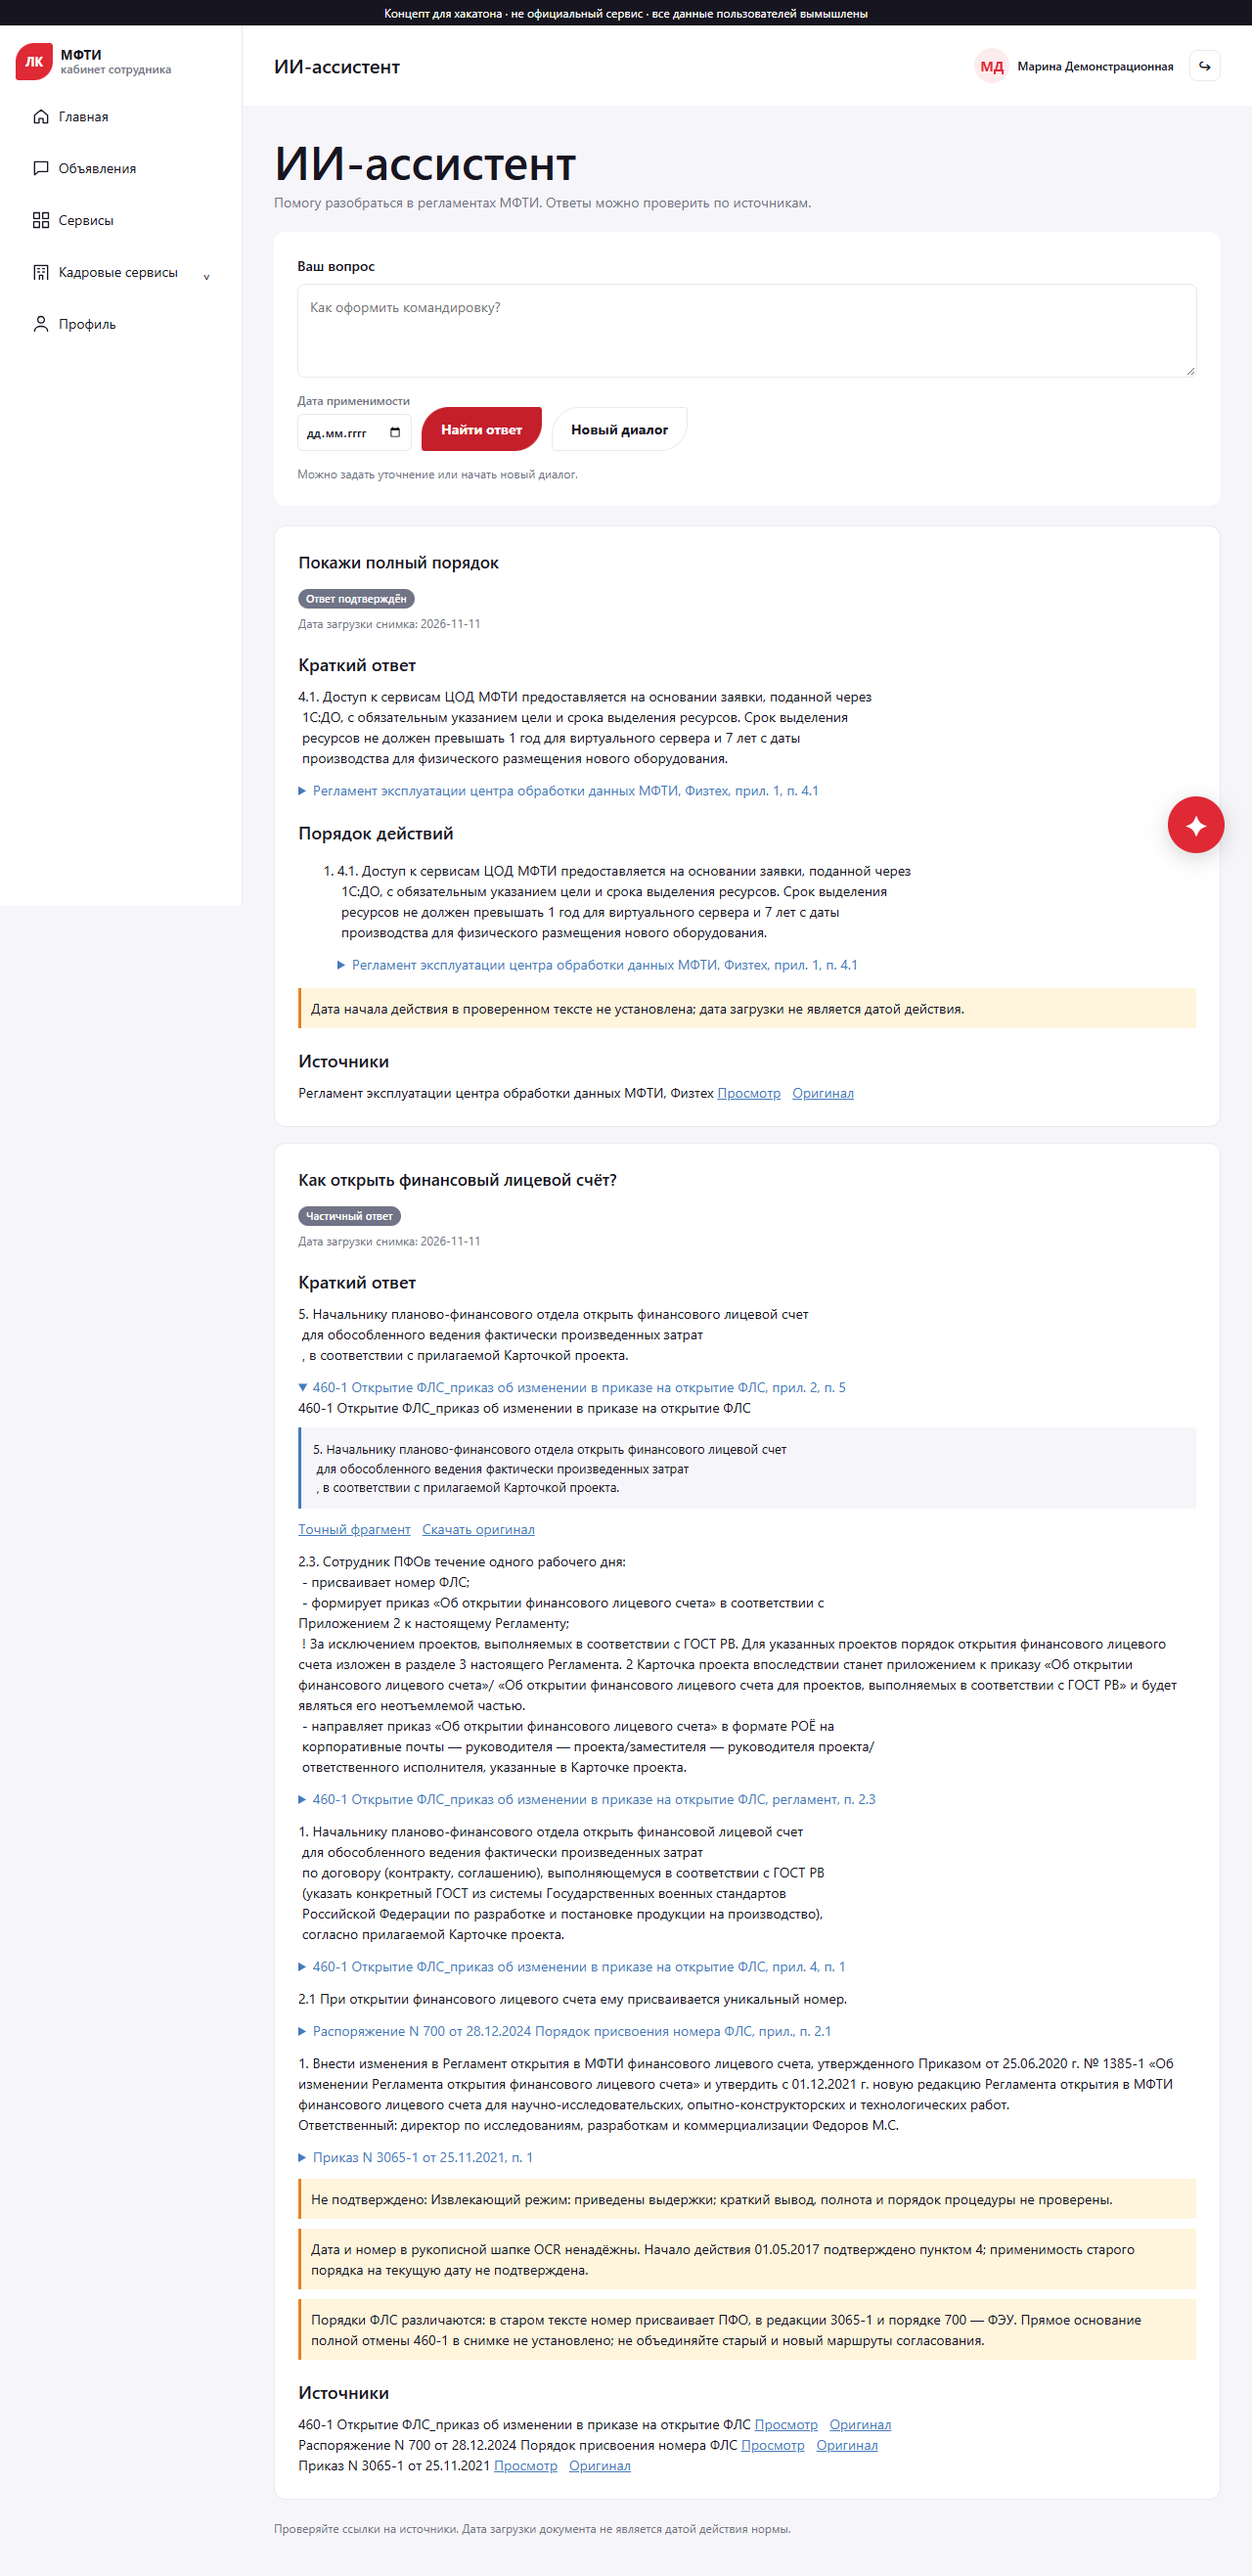 Концепт для хакатона · не официальный сервис · все данные пользователей вымышлены
ЛК
МФТИ
кабинет сотрудника
Главная
Объявления
Сервисы
Кадровые сервисы
Профиль
ИИ-ассистент
МД
Марина Демонстрационная
ИИ-ассистент
Помогу разобраться в регламентах МФТИ. Ответы можно проверить по источникам.
Ваш вопрос
Как оформить командировку?
Дата применимости
дд.мм.гггг
Найти ответ
Новый диалог
Можно задать уточнение или начать новый диалог.
Покажи полный порядок
Ответ подтверждён
Дата загрузки снимка: 2026-11-11
Краткий ответ
4.1. Доступ к сервисам ЦОД МФТИ предоставляется на основании заявки, поданной через
1С:ДО, с обязательным указанием цели и срока выделения ресурсов. Срок выделения
ресурсов не должен превышать 1 год для виртуального сервера и 7 лет с даты
производства для физического размещения нового оборудования.
Регламент эксплуатации центра обработки данных МФТИ, Физтех, прил. 1, п. 4.1
Порядок действий
1. 4.1. Доступ к сервисам ЦОД МФТИ предоставляется на основании заявки, поданной через
1С:ДО, с обязательным указанием цели и срока выделения ресурсов. Срок выделения
ресурсов не должен превышать 1 год для виртуального сервера и 7 лет с даты
производства для физического размещения нового оборудования.
Регламент эксплуатации центра обработки данных МФТИ, Физтех, прил. 1, п. 4.1
Дата начала действия в проверенном тексте не установлена; дата загрузки не является датой действия.
Источники
Регламент эксплуатации центра обработки данных МФТИ, Физтех Просмотр Оригинал
Как открыть финансовый лицевой счёт?
Частичный ответ
Дата загрузки снимка: 2026-11-11
Краткий ответ
5. Начальнику планово-финансового отдела открыть финансового лицевой счет
для обособленного ведения фактически произведенных затрат
, в соответствии с прилагаемой Карточкой проекта.
460-1 Открытие ФЛС_приказ об изменении в приказе на открытие ФЛС, прил. 2, п. 5
460-1 Открытие ФЛС_приказ об изменении в приказе на открытие ФЛС
5. Начальнику планово-финансового отдела открыть финансового лицевой счет
для обособленного ведения фактически произведенных затрат
, в соответствии с прилагаемой Карточкой проекта.
Точный фрагмент Скачать оригинал
2.3. Сотрудник ПФОв течение одного рабочего дня:
- присваивает номер ФЛС;
- формирует приказ «Об открытии финансового лицевого счета» в соответствии с
Приложением 2 к настоящему Регламенту;
! За исключением проектов, выполняемых в соответствии с ГОСТ РВ. Для указанных проектов порядок открытия финансового лицевого
счета изложен в разделе 3 настоящего Регламента. 2 Карточка проекта впоследствии станет приложением к приказу «Об открытии
финансового лицевого счета»/ «Об открытии финансового лицевого счета для проектов, выполняемых в соответствии с ГОСТ РВ» и будет
являться его неотъемлемой частью.
- направляет приказ «Об открытии финансового лицевого счета» в формате РОЁ на
корпоративные почты — руководителя — проекта/заместителя — руководителя проекта/
ответственного исполнителя, указанные в Карточке проекта.
460-1 Открытие ФЛС_приказ об изменении в приказе на открытие ФЛС, регламент, п. 2.3
1. Начальнику планово-финансового отдела открыть финансовой лицевой счет
для обособленного ведения фактически произведенных затрат
по договору (контракту, соглашению), выполняющемуся в соответствии с ГОСТ РВ
(указать конкретный ГОСТ из системы Государственных военных стандартов
Российской Федерации по разработке и постановке продукции на производство),
согласно прилагаемой Карточке проекта.
460-1 Открытие ФЛС_приказ об изменении в приказе на открытие ФЛС, прил. 4, п. 1
2.1 При открытии финансового лицевого счета ему присваивается уникальный номер.
Распоряжение N 700 от 28.12.2024 Порядок присвоения номера ФЛС, прил., п. 2.1
1. Внести изменения в Регламент открытия в МФТИ финансового лицевого счета, утвержденного Приказом от 25.06.2020 г. № 1385-1 «Об
изменении Регламента открытия финансового лицевого счета» и утвердить с 01.12.2021 г. новую редакцию Регламента открытия в МФТИ
финансового лицевого счета для научно-исследовательских, опытно-конструкторских и технологических работ.
Ответственный: директор по исследованиям, разработкам и коммерциализации Федоров М.С.
Приказ N 3065-1 от 25.11.2021, п. 1
Не подтверждено: Извлекающий режим: приведены выдержки; краткий вывод, полнота и порядок процедуры не проверены.
Дата и номер в рукописной шапке OCR ненадёжны. Начало действия 01.05.2017 подтверждено пунктом 4; применимость старого
порядка на текущую дату не подтверждена.
Порядки ФЛС различаются: в старом тексте номер присваивает ПФО, в редакции 3065-1 и порядке 700 — ФЭУ. Прямое основание
полной отмены 460-1 в снимке не установлено; не объединяйте старый и новый маршруты согласования.
Источники
460-1 Открытие ФЛС_приказ об изменении в приказе на открытие ФЛС Просмотр Оригинал
Распоряжение N 700 от 28.12.2024 Порядок присвоения номера ФЛС Просмотр Оригинал
Приказ N 3065-1 от 25.11.2021 Просмотр Оригинал
Проверяйте ссылки на источники. Дата загрузки документа не является датой действия нормы.